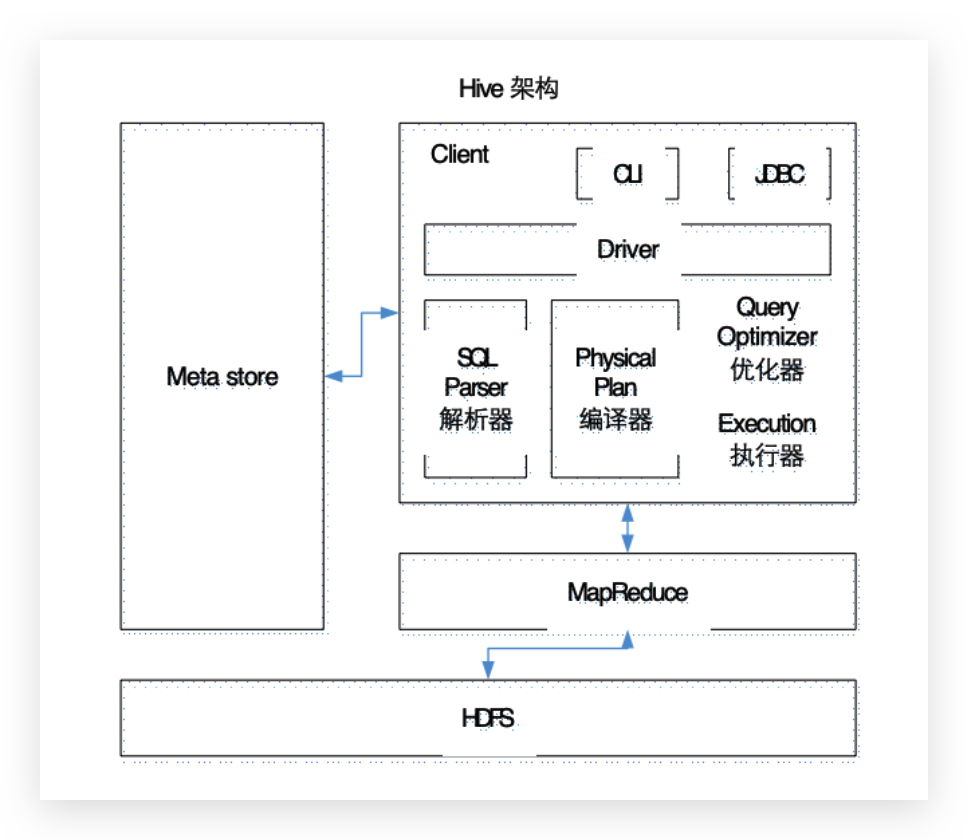 Hive 架构
Client
CLI
JDBC
Driver
Meta store
SQL
Parser
解析器
Physical
Plan
编译器
Query
Optimizer
优化器
Execution
执行器
MapReduce
HDFS